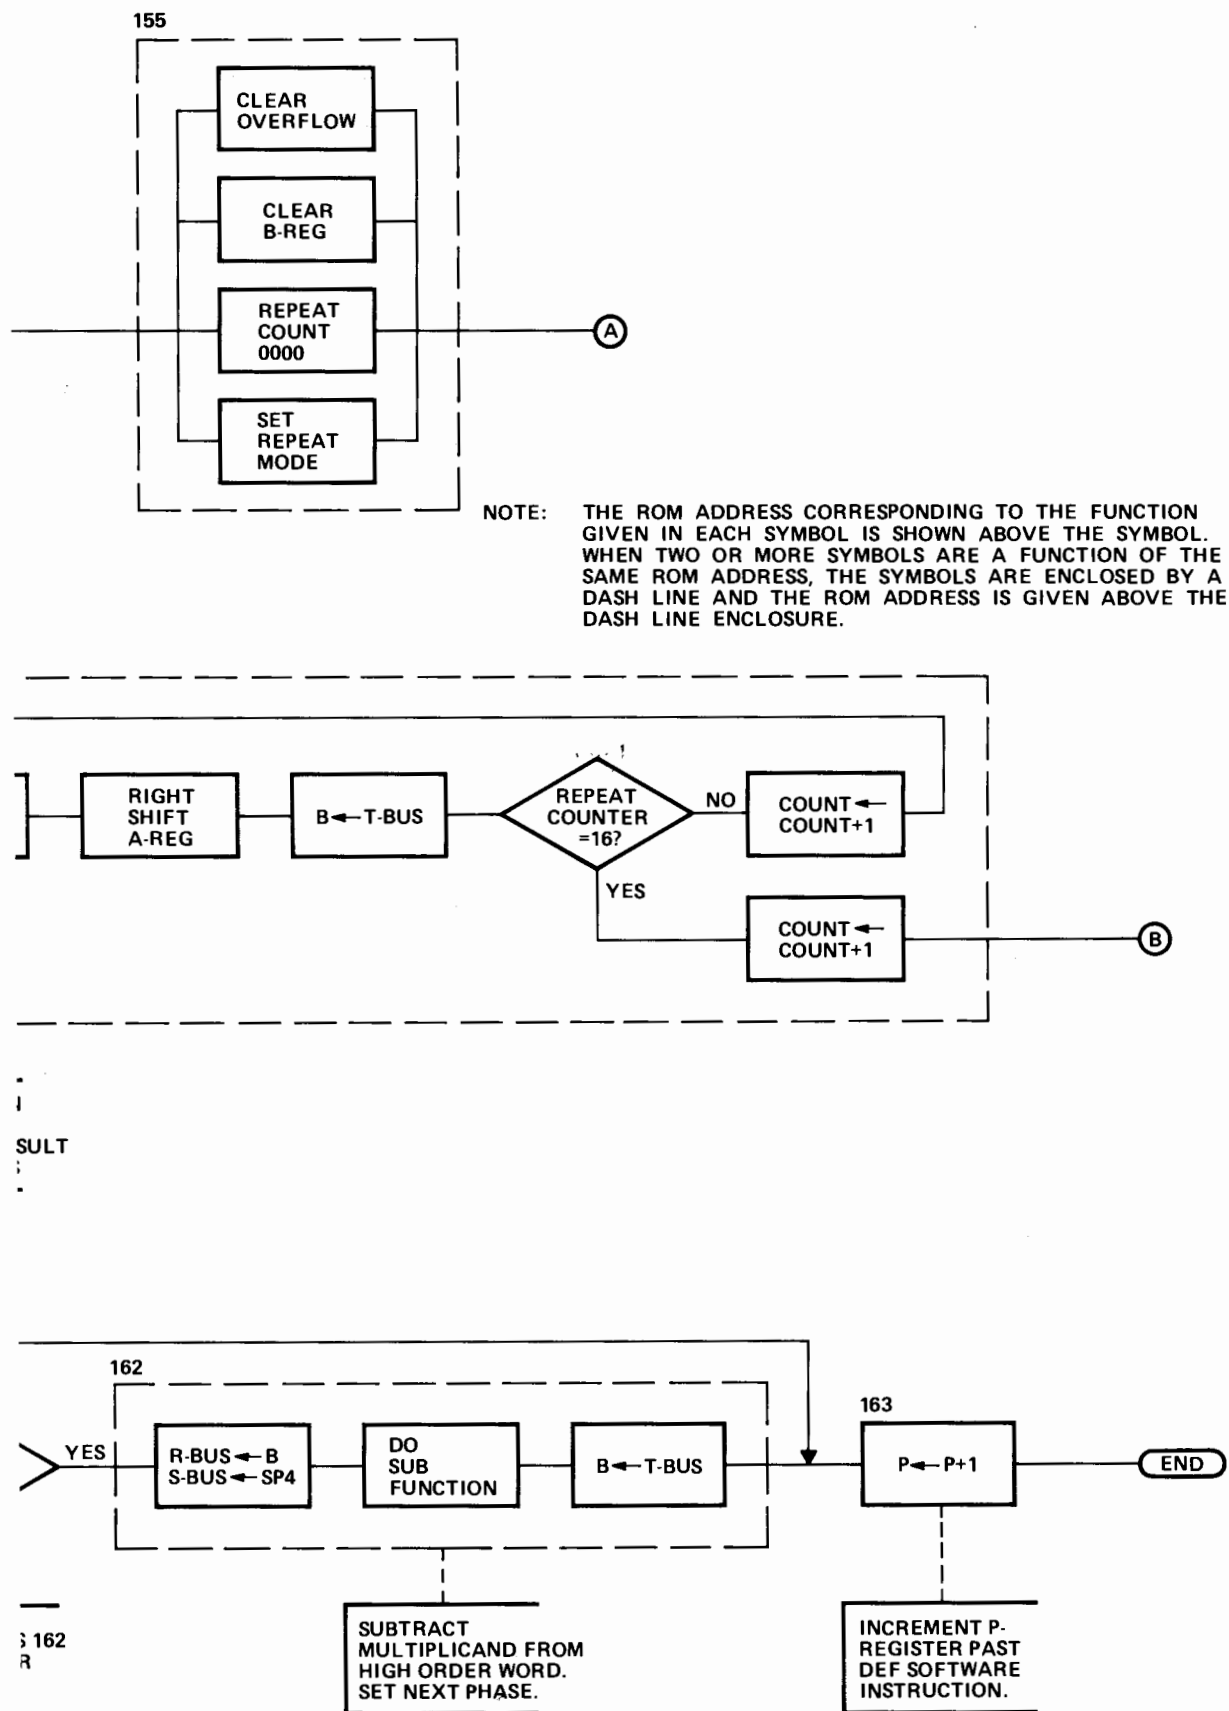 155
CLEAR
OVERFLOW
CLEAR
B-REG
REPEAT
COUNT
0000
A
SET
REPEAT
MODE
NOTE: THE ROM ADDRESS CORRESPONDING TO THE FUNCTION
GIVEN IN EACH SYMBOL IS SHOWN ABOVE THE SYMBOL.
WHEN TWO OR MORE SYMBOLS ARE A FUNCTION OF THE
SAME ROM ADDRESS, THE SYMBOLS ARE ENCLOSED BY A
DASH LINE AND THE ROM ADDRESS IS GIVEN ABOVE THE
DASH LINE ENCLOSURE.
RIGHT
SHIFT
A-REG
B←T-BUS
REPEAT
COUNTER
=16?
NO
COUNT←
COUNT+1
YES
COUNT←
COUNT+1
B
SULT
162
YES
R-BUS←B
S-BUS←SP4
DO
SUB
FUNCTION
B←T-BUS
163
P←P+1
END
162
R
SUBTRACT
MULTIPLICAND FROM
HIGH ORDER WORD.
SET NEXT PHASE.
INCREMENT P-
REGISTER PAST
DEF SOFTWARE
INSTRUCTION.